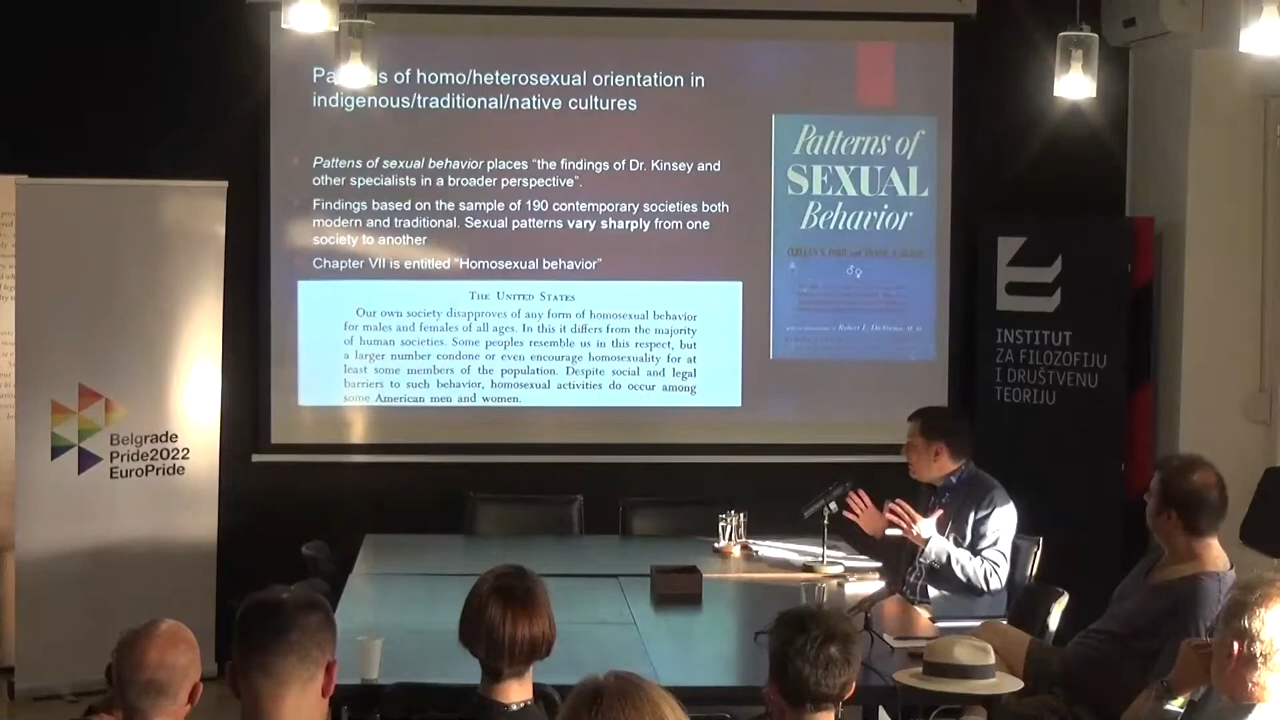 Pa s of homo/heterosexual orientation in
indigenous/traditional/native cultures
Pattens of sexual behavior places “the findings of Dr. Kinsey and
other specialists in a broader perspective”.
Findings based on the sample of 190 contemporary societies both
modern and traditional. Sexual patterns vary sharply from one
society to another
Chapter VII is entitled “Homosexual behavior”
THE UNITED STATES
Our own society disapproves of any form of homosexual behavior
for males and females of all ages. In this it differs from the majority
of human societies. Some peoples resemble us in this respect, but
a larger number condone or even encourage homosexuality for at
least some members of the population. Despite social and legal
barriers to such behavior, homosexual activities do occur among
some American men and women.
Patterns of
SEXUAL
Behavior
Robert L.
INSTITUT
ZA FILOZOFIJU
I DRUŠTVENU
TEORIJU
Belgrade
Pride2022
EuroPride